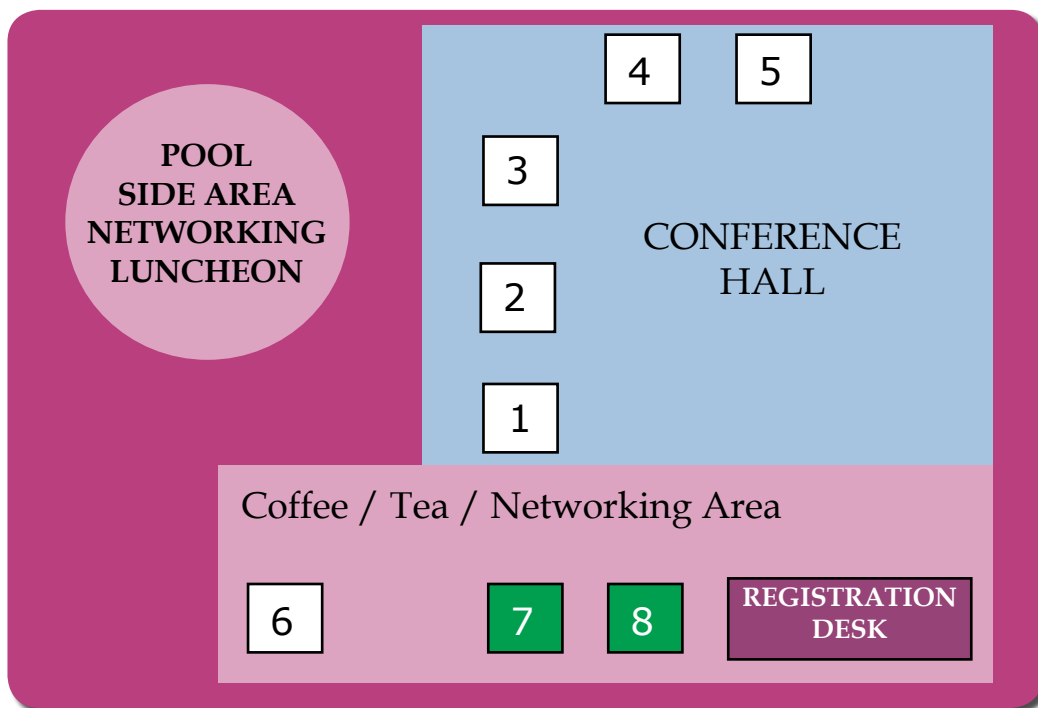 4 5
POOL
SIDE AREA
NETWORKING
LUNCHEON
3
CONFERENCE
HALL
2
1
Coffee / Tea / Networking Area
6 7 8
REGISTRATION
DESK